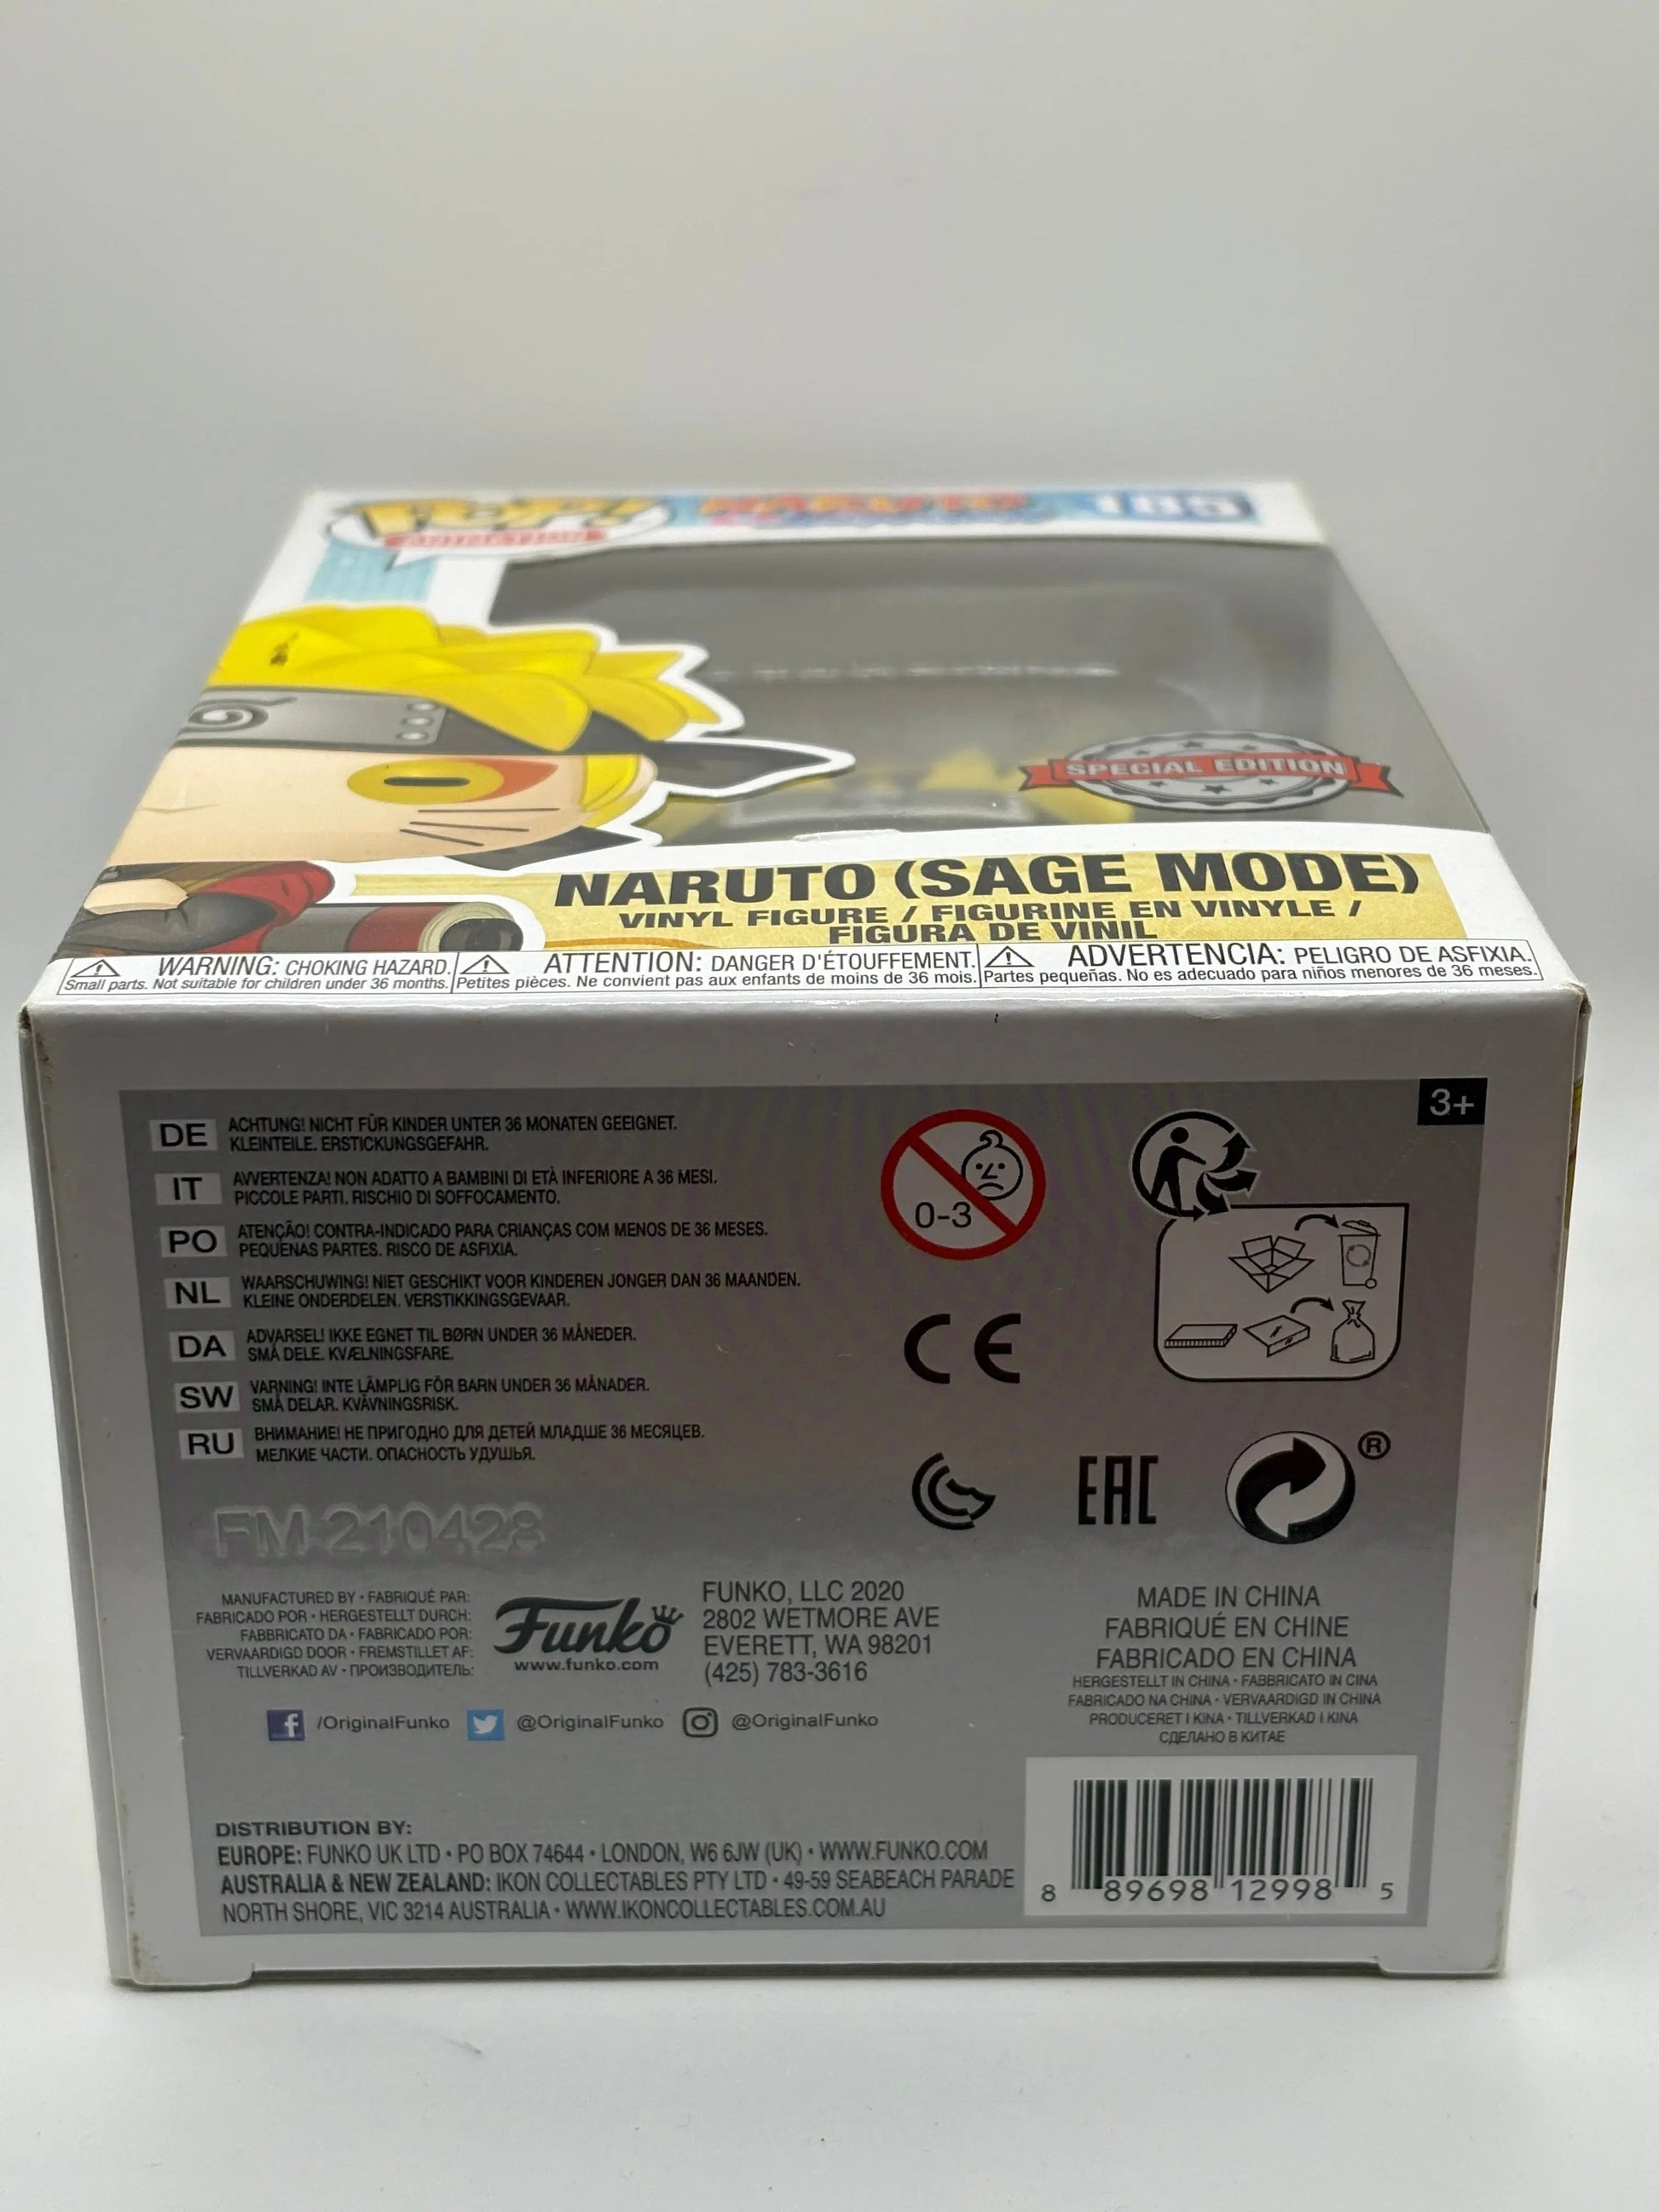 POP!
ANIMATION
NARUTO
185
SPECIAL EDITION
NARUTO (SAGE MODE)
VINYL FIGURE / FIGURINE EN VINYLE /
FIGURA DE VINIL
WARNING: CHOKING HAZARD.
Small parts. Not suitable for children under 36 months.
ATTENTION: DANGER D'ÉTOUFFEMENT.
Petites pièces. Ne convient pas aux enfants de moins de 36 mois.
ADVERTENCIA: PELIGRO DE ASFIXIA.
Partes pequeñas. No es adecuado para niños menores de 36 meses.
3+
DE ACHTUNG! NICHT FÜR KINDER UNTER 36 MONATEN GEEIGNET.
KLEINTEILE. ERSTICKUNGSGEFAHR.
IT AVVERTENZA! NON ADATTO A BAMBINI DI ETÀ INFERIORE A 36 MESI.
PICCOLE PARTI. RISCHIO DI SOFFOCAMENTO.
PO ATENÇÃO! CONTRA-INDICADO PARA CRIANÇAS COM MENOS DE 36 MESES.
PEQUENAS PARTES. RISCO DE ASFIXIA.
NL WAARSCHUWING! NIET GESCHIKT VOOR KINDEREN JONGER DAN 36 MAANDEN.
KLEINE ONDERDELEN. VERSTIKKINGSGEVAAR.
DA ADVARSEL! IKKE EGNET TIL BØRN UNDER 36 MÅNEDER.
SMÅ DELE. KVÆLNINGSFARE.
SW VARNING! INTE LÄMPLIG FÖR BARN UNDER 36 MÅNADER.
SMÅ DELAR. KVÄVNINGSRISK.
RU ВНИМАНИЕ! НЕ ПРИГОДНО ДЛЯ ДЕТЕЙ МЛАДШЕ 36 МЕСЯЦЕВ.
МЕЛКИЕ ЧАСТИ. ОПАСНОСТЬ УДУШЬЯ.
0-3
CE
EAC
®
FM-210428
MANUFACTURED BY • FABRIQUÉ PAR:
FABRICADO POR • HERGESTELLT DURCH:
FABBRICATO DA • FABRICADO POR:
VERVAARDIGD DOOR • FREMSTILLET AF:
TILLVERKAD AV • ПРОИЗВОДИТЕЛЬ:
Funko
www.funko.com
FUNKO, LLC 2020
2802 WETMORE AVE
EVERETT, WA 98201
(425) 783-3616
MADE IN CHINA
FABRIQUÉ EN CHINE
FABRICADO EN CHINA
HERGESTELLT IN CHINA • FABBRICATO IN CINA
FABRICADO NA CHINA • VERVAARDIGD IN CHINA
PRODUCERET I KINA • TILLVERKAD I KINA
СДЕЛАНО В КИТАЕ
/OriginalFunko @OriginalFunko @OriginalFunko
DISTRIBUTION BY:
EUROPE: FUNKO UK LTD • PO BOX 74644 • LONDON, W6 6JW (UK) • WWW.FUNKO.COM
AUSTRALIA & NEW ZEALAND: IKON COLLECTABLES PTY LTD • 49-59 SEABEACH PARADE
NORTH SHORE, VIC 3214 AUSTRALIA • WWW.IKONCOLLECTABLES.COM.AU
8 89698 12998 5